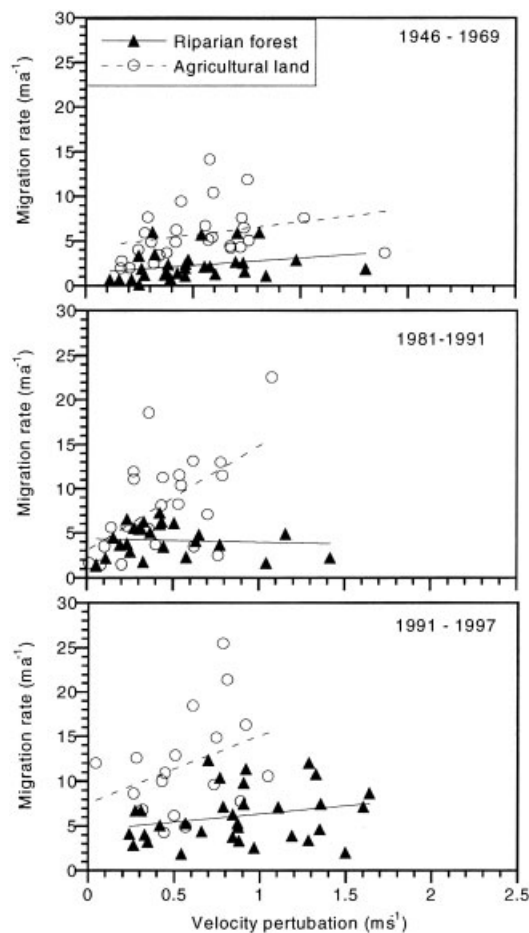 30
25
20
15
10
5
0
Migration rate (ma⁻¹)
Riparian forest
Agricultural land
1946 - 1969
30
25
20
15
10
5
0
Migration rate (ma⁻¹)
1981-1991
30
25
20
15
10
5
0
Migration rate (ma⁻¹)
1991 - 1997
0 0.5 1 1.5 2 2.5
Velocity pertubation (ms⁻¹)